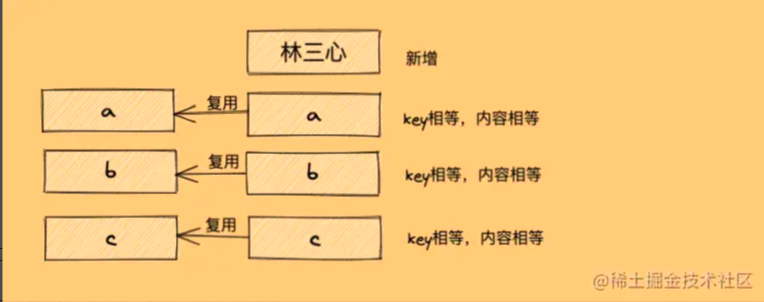 林三心 新增
a 复用 a key相等，内容相等
b 复用 b key相等，内容相等
c 复用 c key相等，内容相等
@稀土掘金技术社区